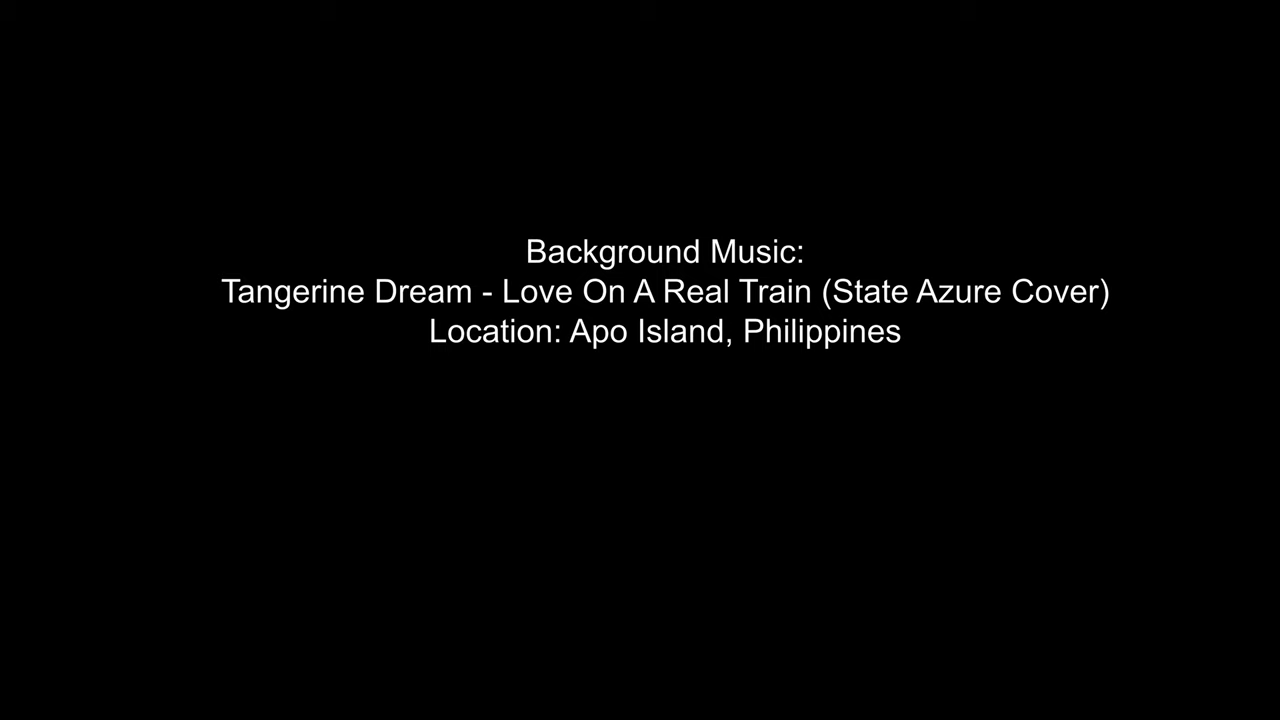 Background Music:
Tangerine Dream - Love On A Real Train (State Azure Cover)
Location: Apo Island, Philippines